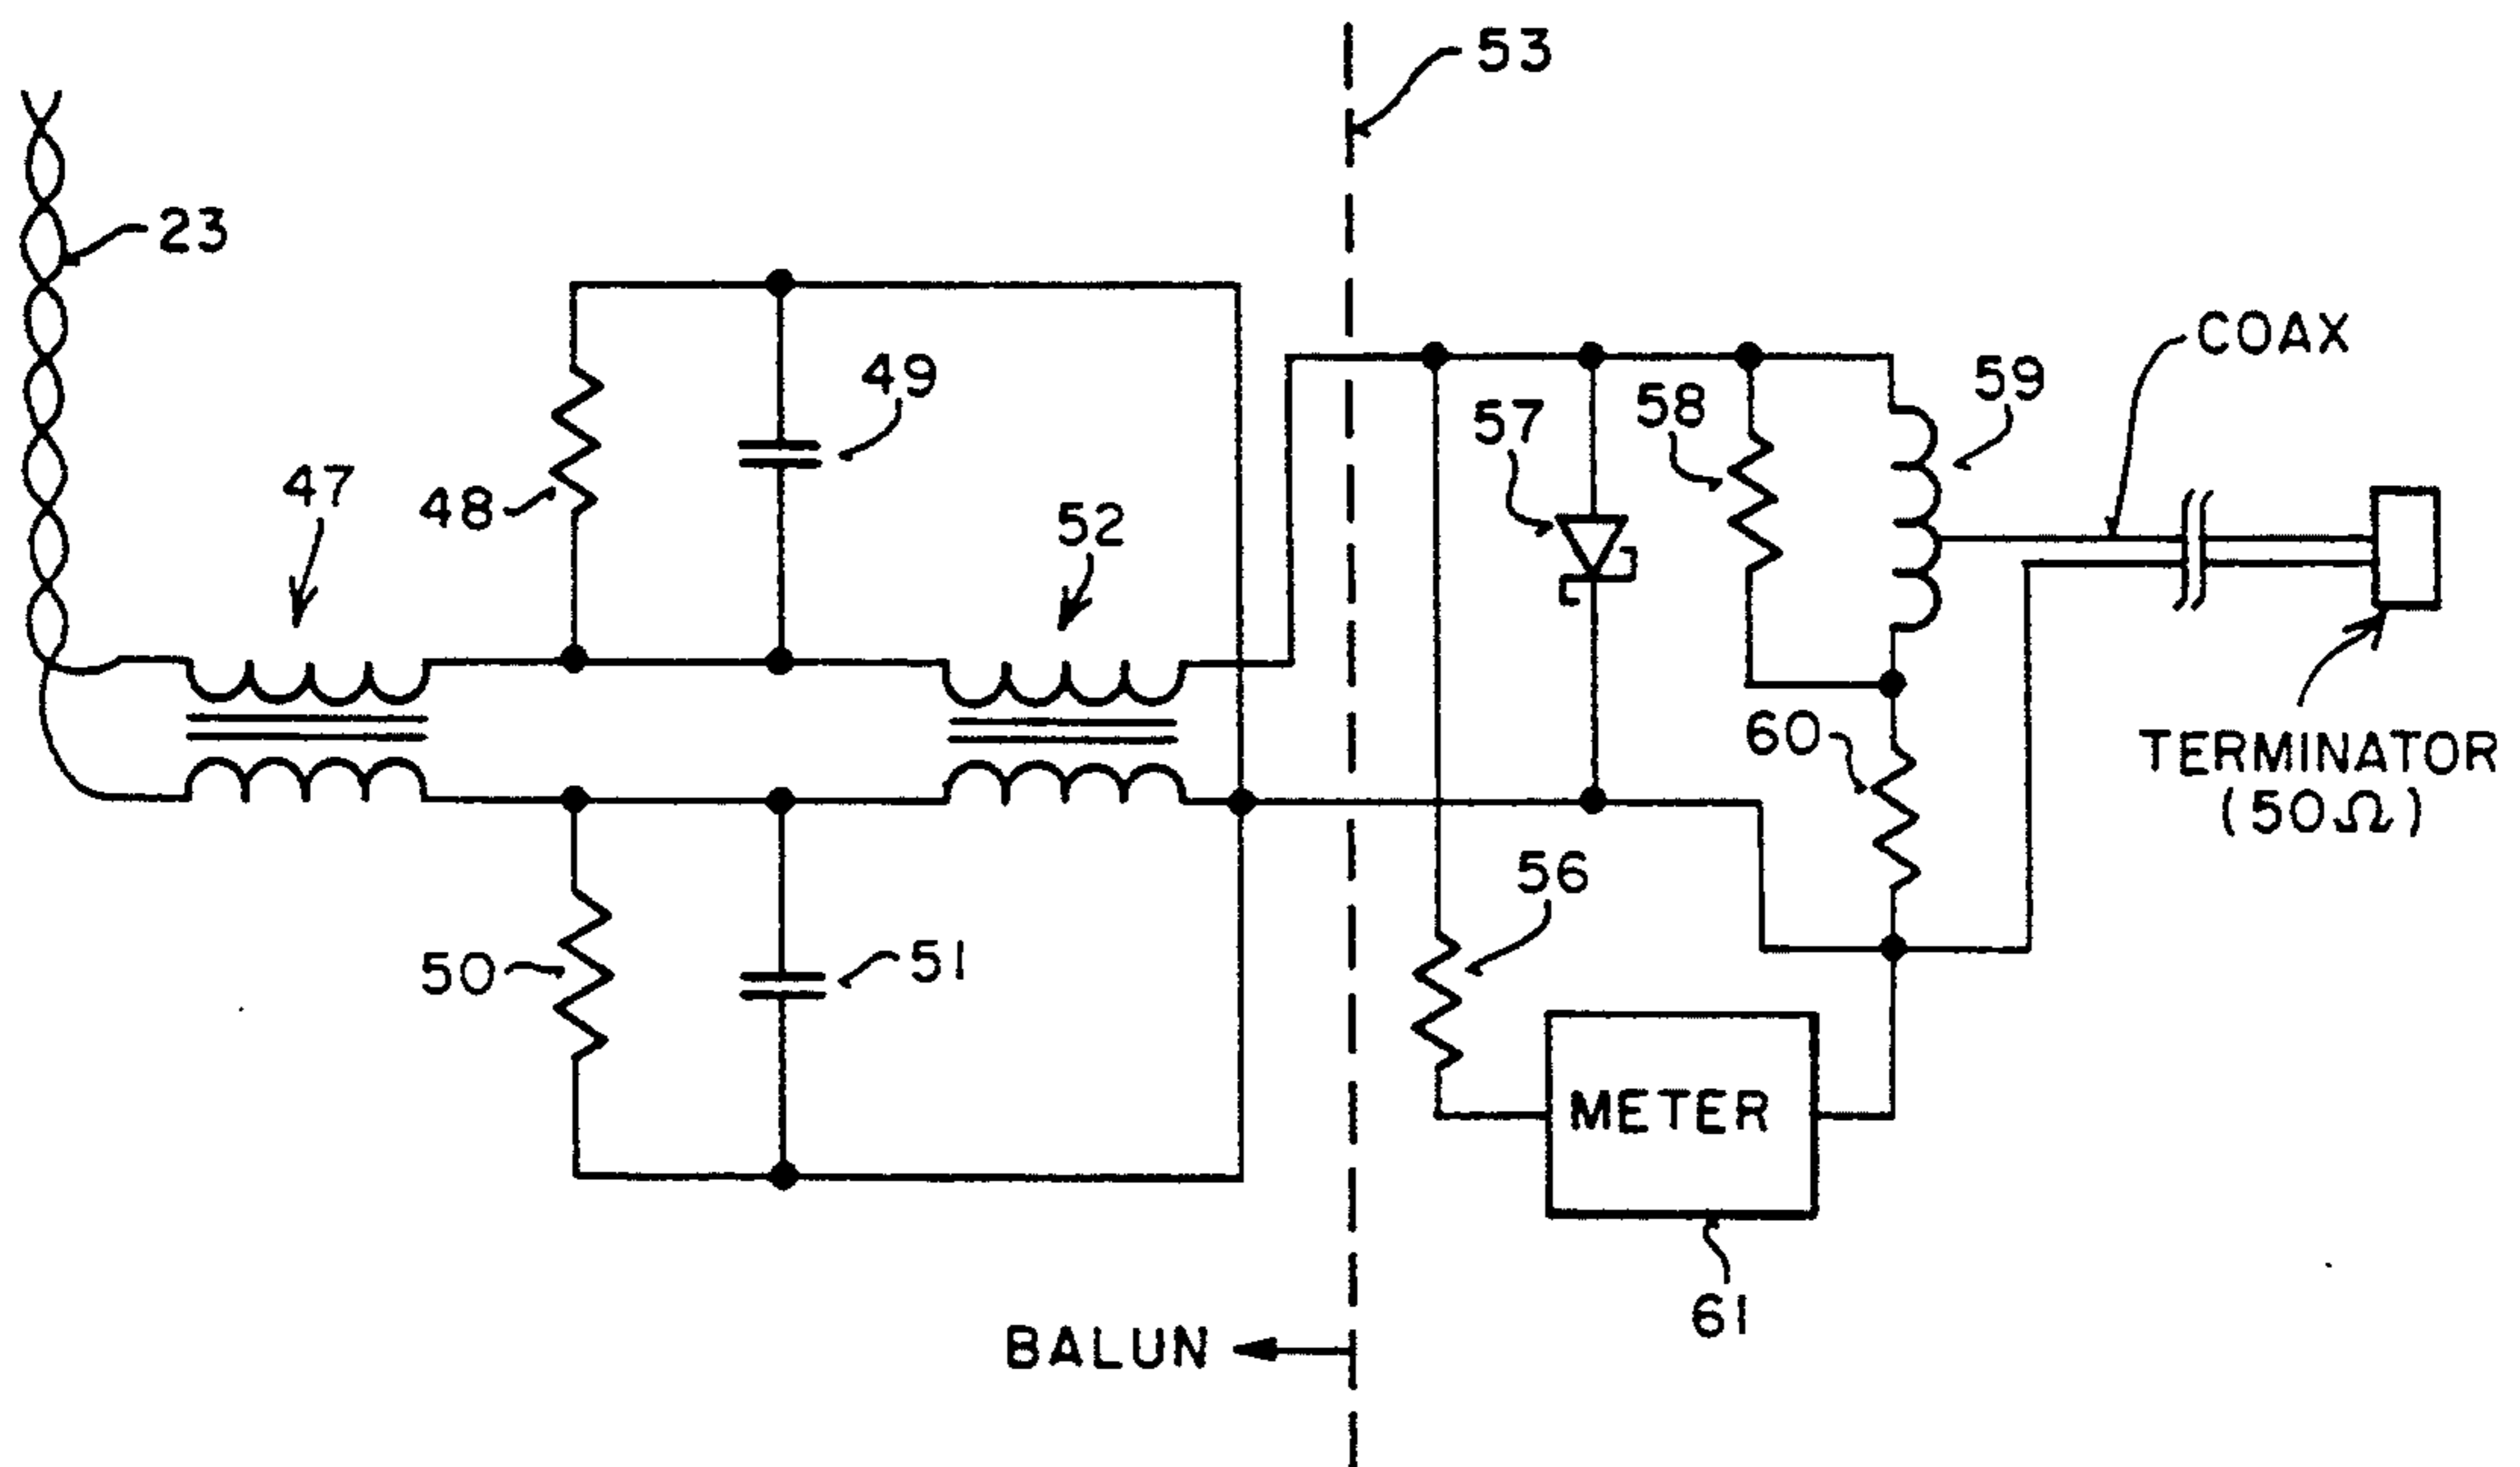 53
23
COAX
49
59
57
58
47
48
52
60
TERMINATOR
(50Ω)
56
50
51
METER
61
BALUN